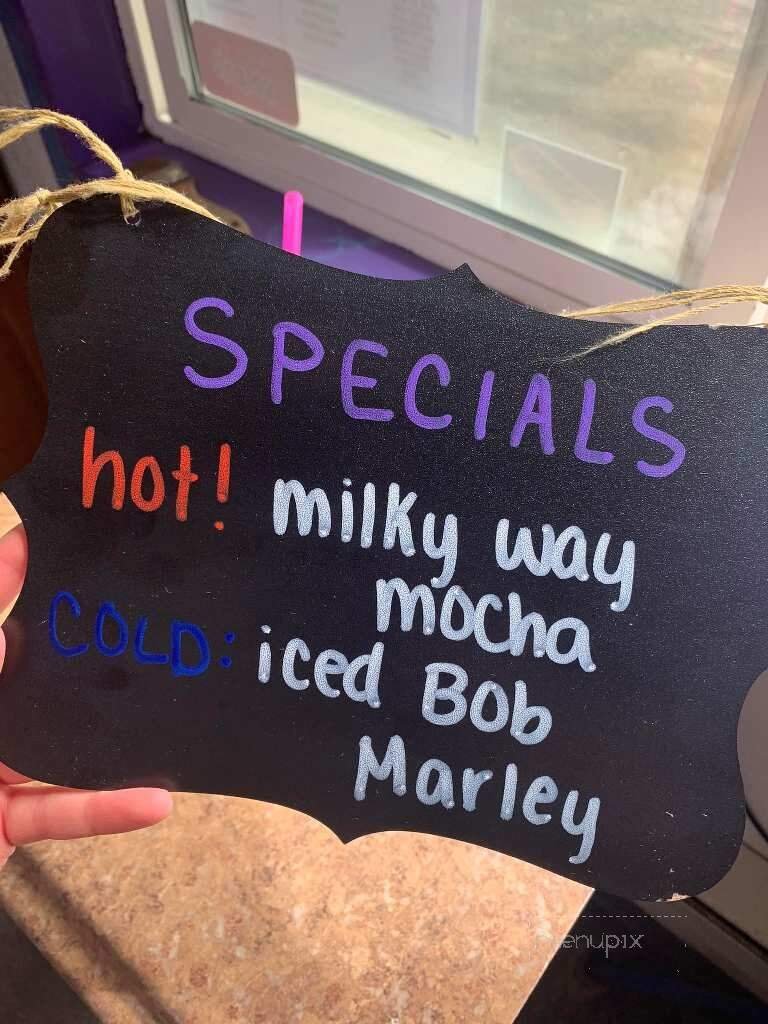 SPECIALS
hot! milky way
mocha
COLD: iced Bob
Marley
menupix